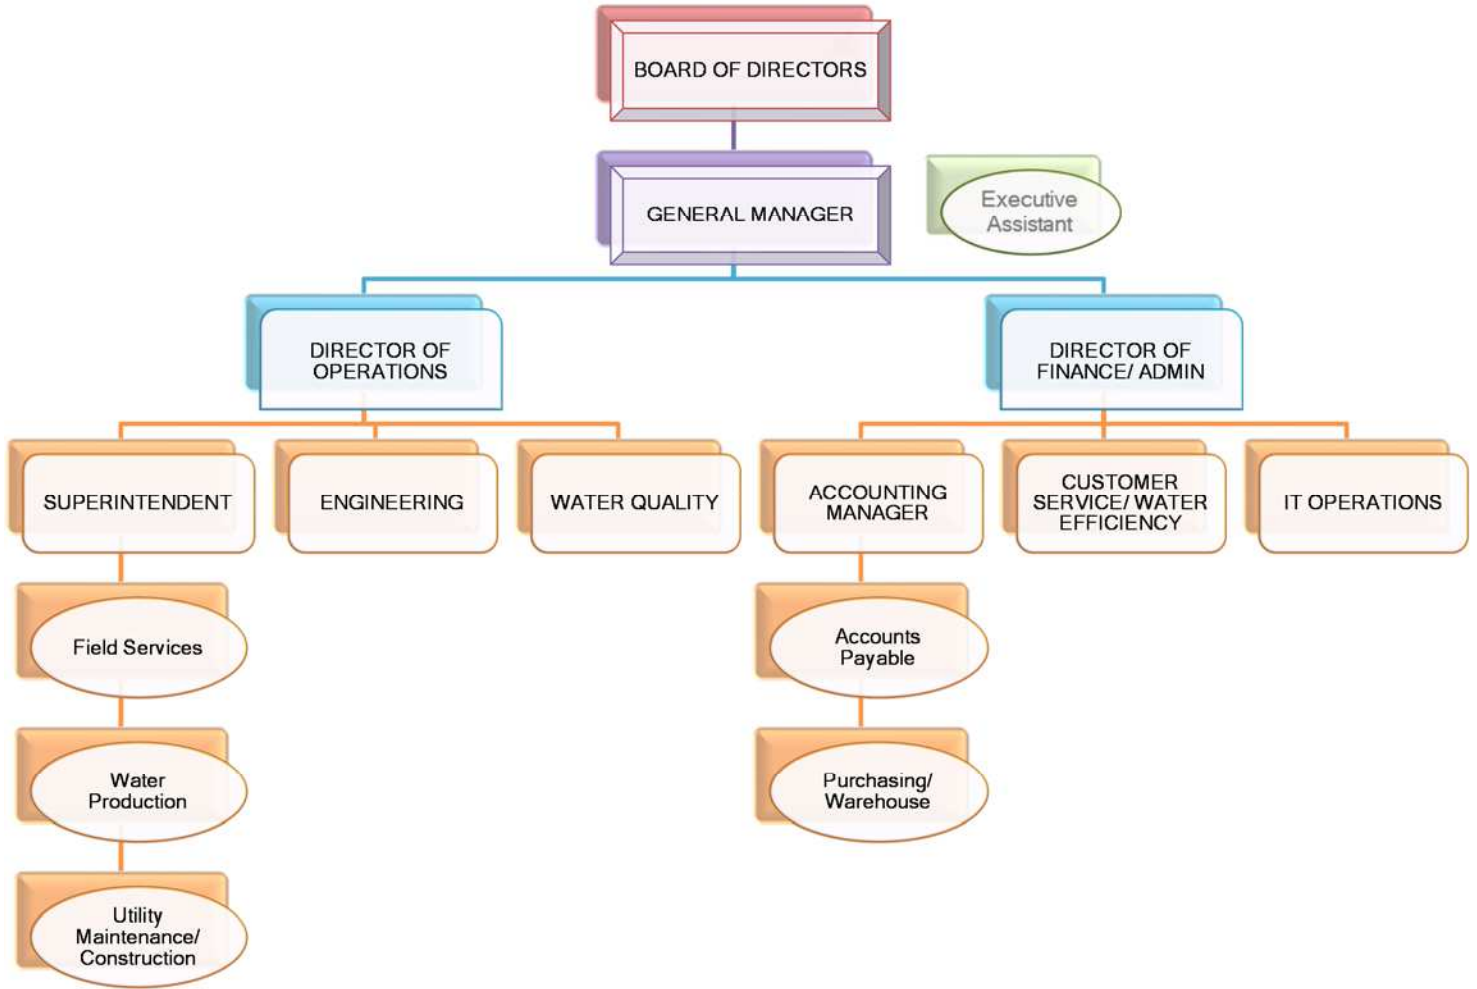 BOARD OF DIRECTORS
GENERAL MANAGER
Executive
Assistant
DIRECTOR OF
OPERATIONS
DIRECTOR OF
FINANCE/ ADMIN
SUPERINTENDENT
ENGINEERING
WATER QUALITY
ACCOUNTING
MANAGER
CUSTOMER
SERVICE/ WATER
EFFICIENCY
IT OPERATIONS
Field Services
Accounts
Payable
Water
Production
Purchasing/
Warehouse
Utility
Maintenance/
Construction